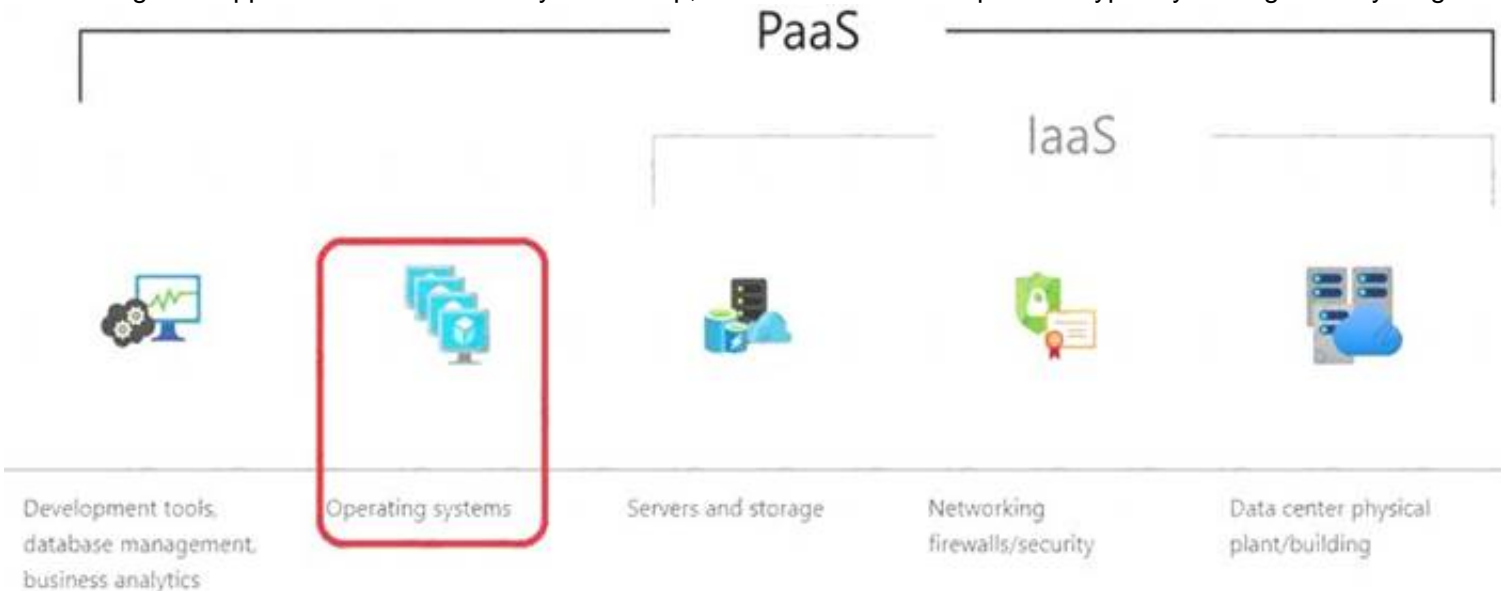 PaaS
IaaS
Development tools,
database management,
business analytics
Operating systems
Servers and storage
Networking
firewalls/security
Data center physical
plant/building